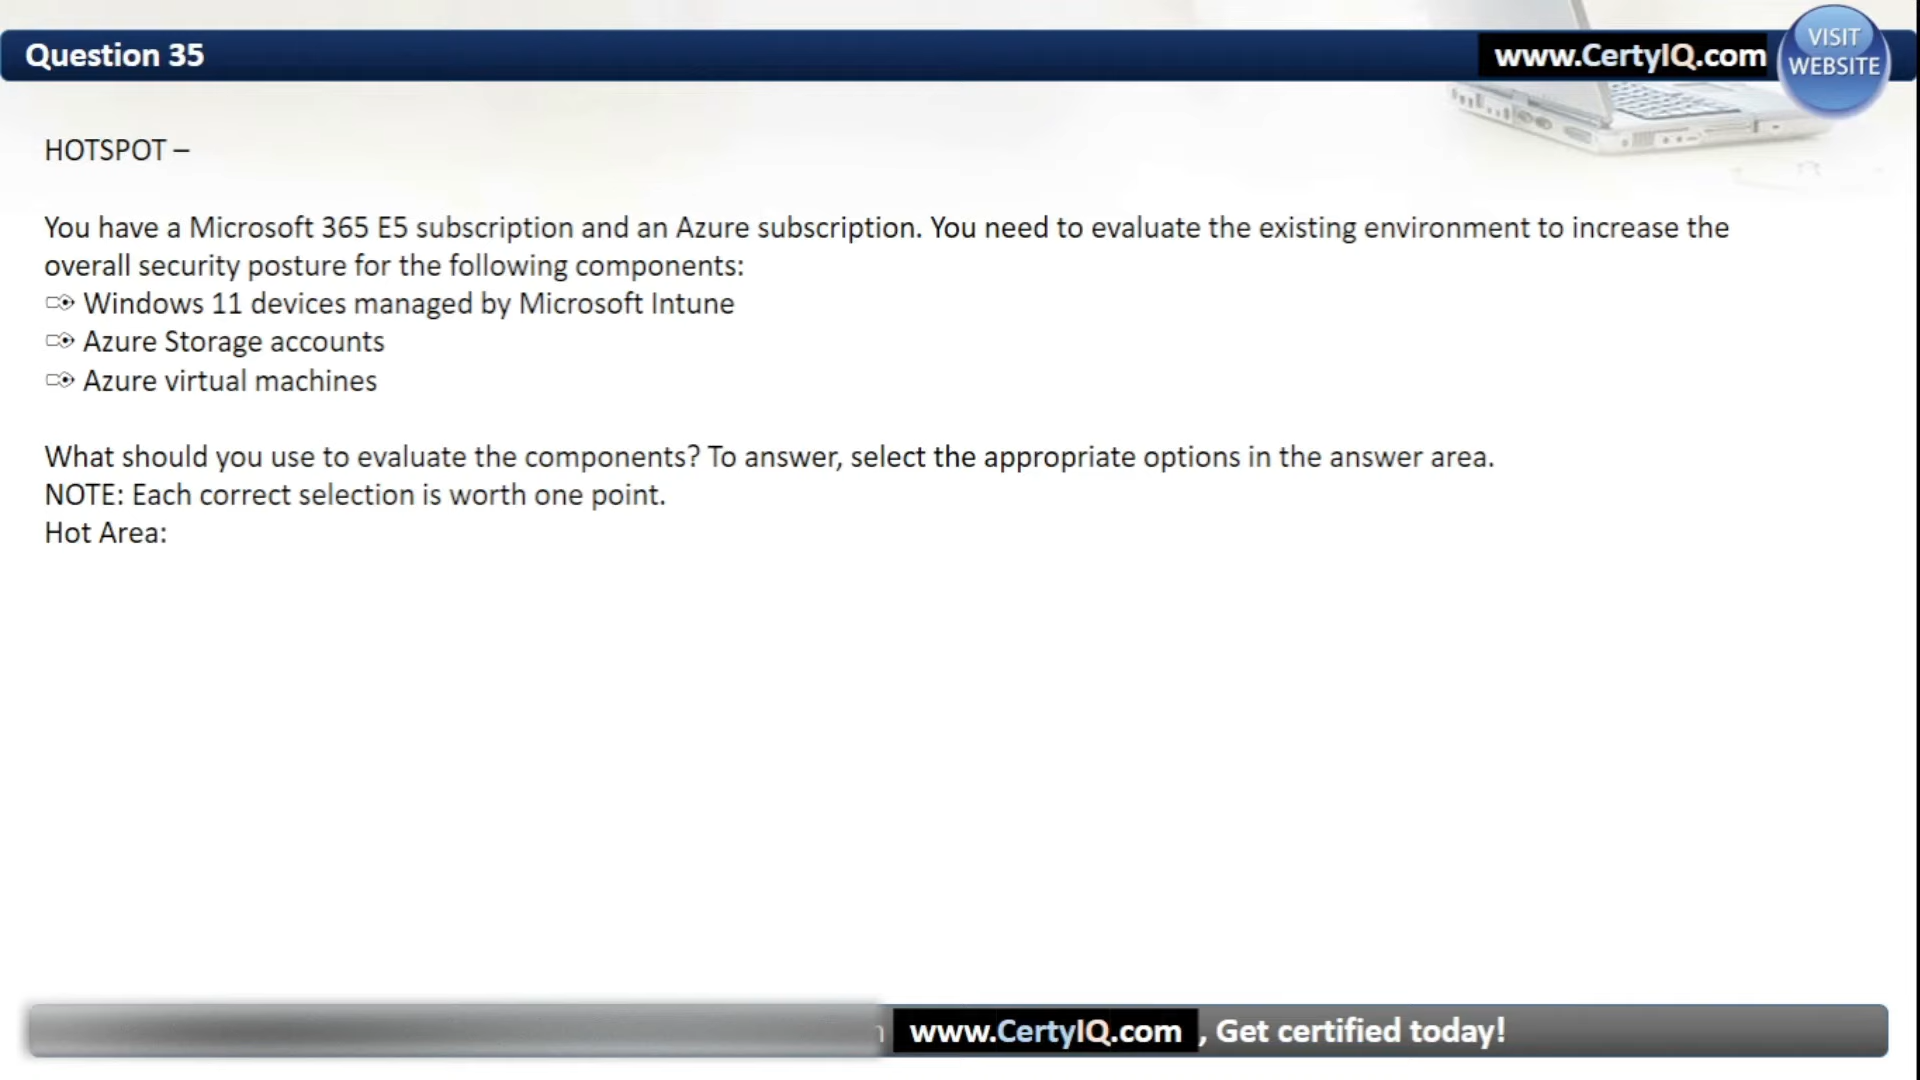 Question 35
www.CertyIQ.com
VISIT
WEBSITE
HOTSPOT –
You have a Microsoft 365 E5 subscription and an Azure subscription. You need to evaluate the existing environment to increase the
overall security posture for the following components:
Windows 11 devices managed by Microsoft Intune
Azure Storage accounts
Azure virtual machines
What should you use to evaluate the components? To answer, select the appropriate options in the answer area.
NOTE: Each correct selection is worth one point.
Hot Area:
www.CertyIQ.com , Get certified today!